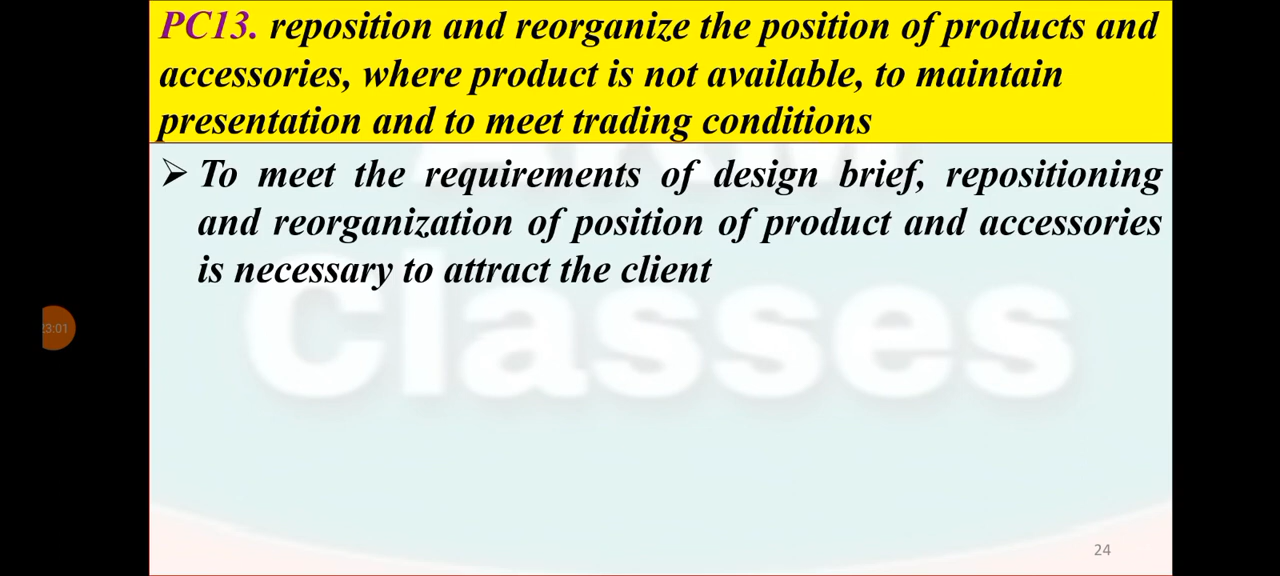 PC13. reposition and reorganize the position of products and
accessories, where product is not available, to maintain
presentation and to meet trading conditions
➢ To meet the requirements of design brief, repositioning
and reorganization of position of product and accessories
is necessary to attract the client
Classes
23:01
24